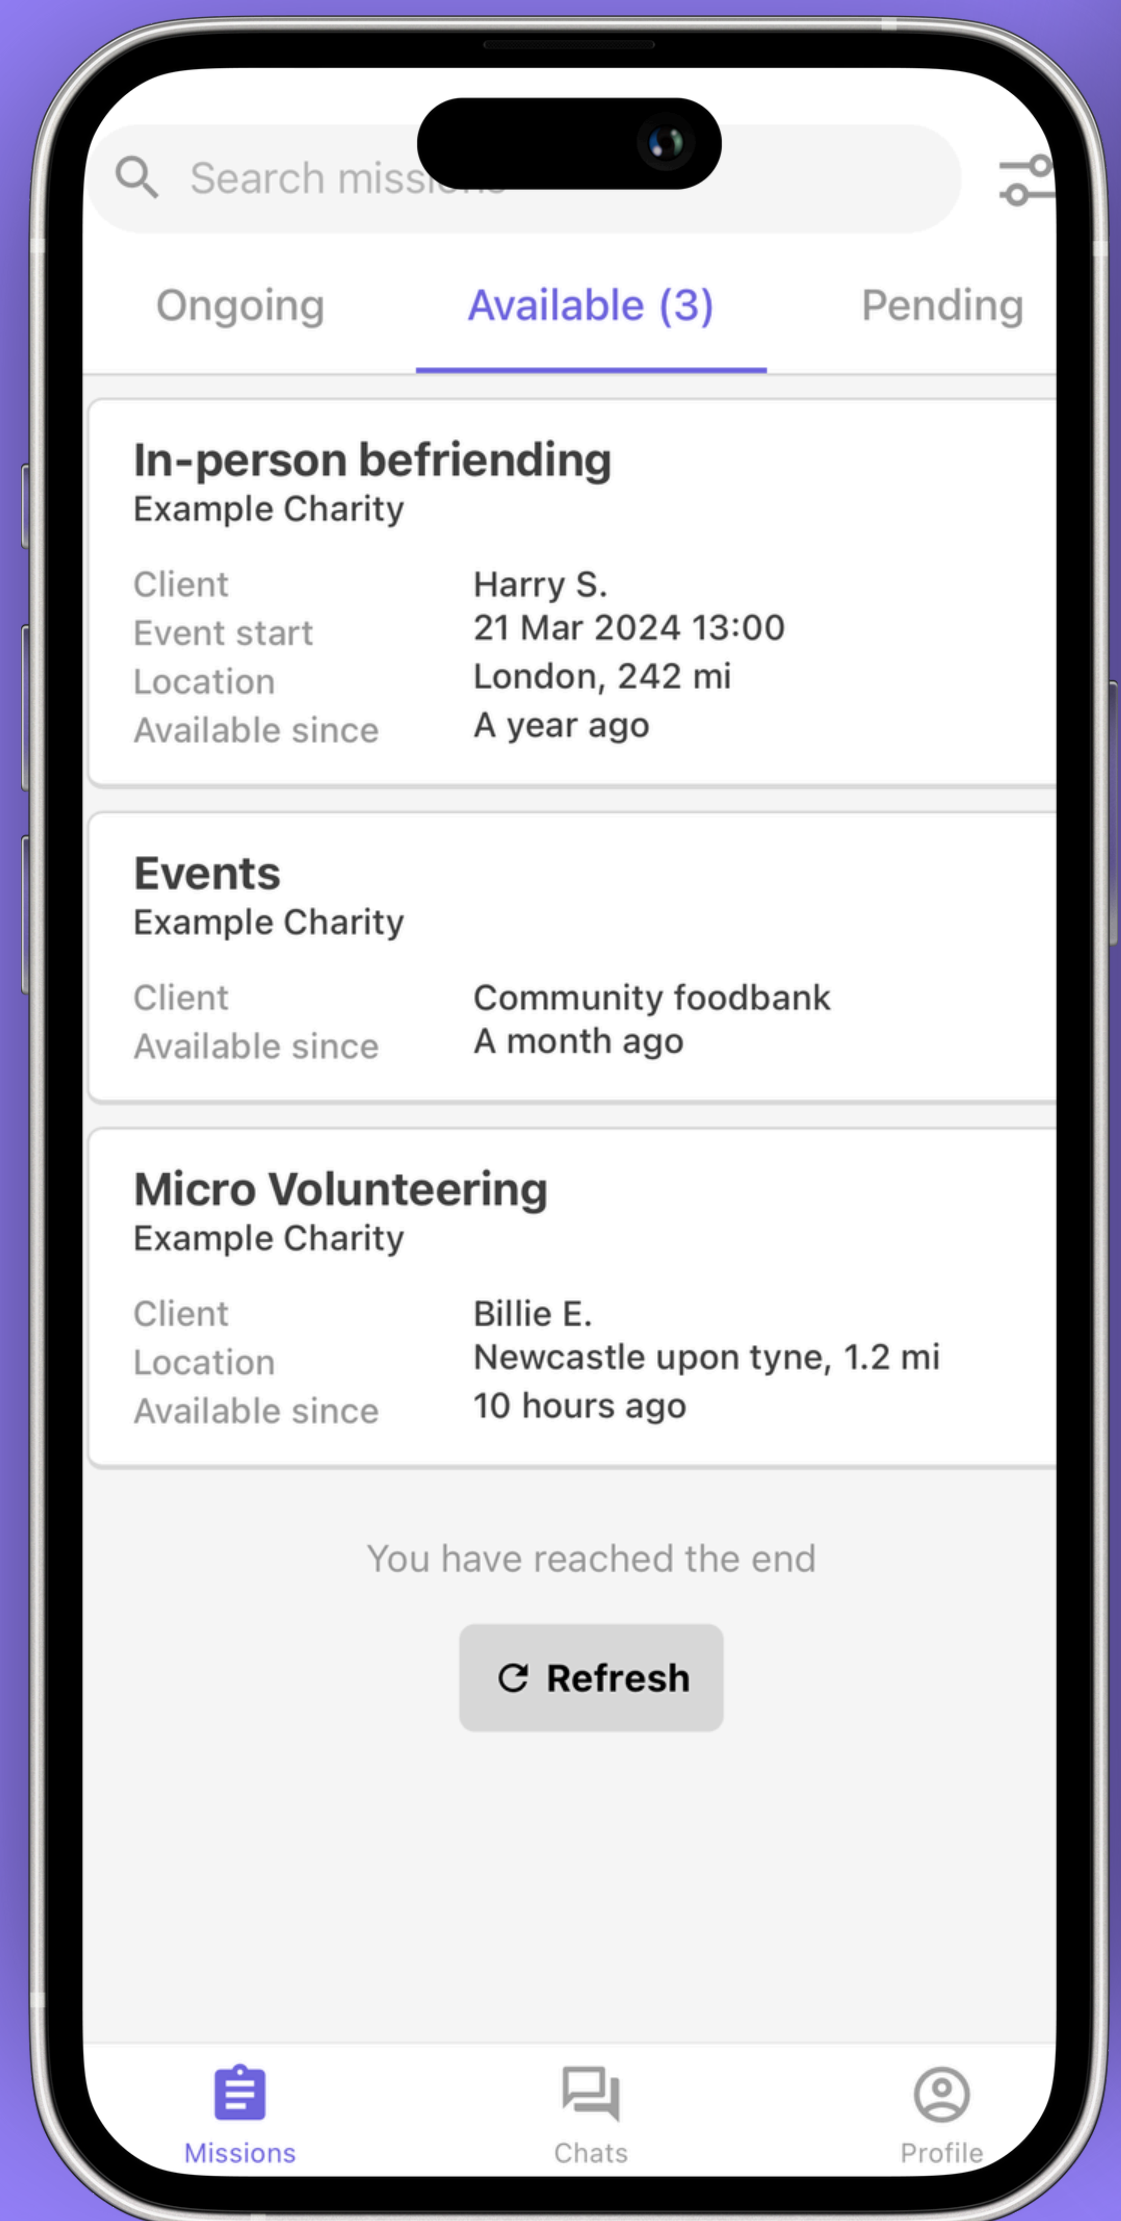 Search missions
Ongoing
Available (3)
Pending
In-person befriending
Example Charity
Client Harry S.
Event start 21 Mar 2024 13:00
Location London, 242 mi
Available since A year ago
Events
Example Charity
Client Community foodbank
Available since A month ago
Micro Volunteering
Example Charity
Client Billie E.
Location Newcastle upon tyne, 1.2 mi
Available since 10 hours ago
You have reached the end
Refresh
Missions
Chats
Profile